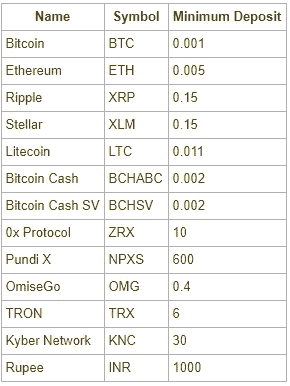 Name Symbol Minimum Deposit
Bitcoin BTC 0.001
Ethereum ETH 0.005
Ripple XRP 0.15
Stellar XLM 0.15
Litecoin LTC 0.011
Bitcoin Cash BCHABC 0.002
Bitcoin Cash SV BCHSV 0.002
0x Protocol ZRX 10
Pundi X NPXS 600
OmiseGo OMG 0.4
TRON TRX 6
Kyber Network KNC 30
Rupee INR 1000